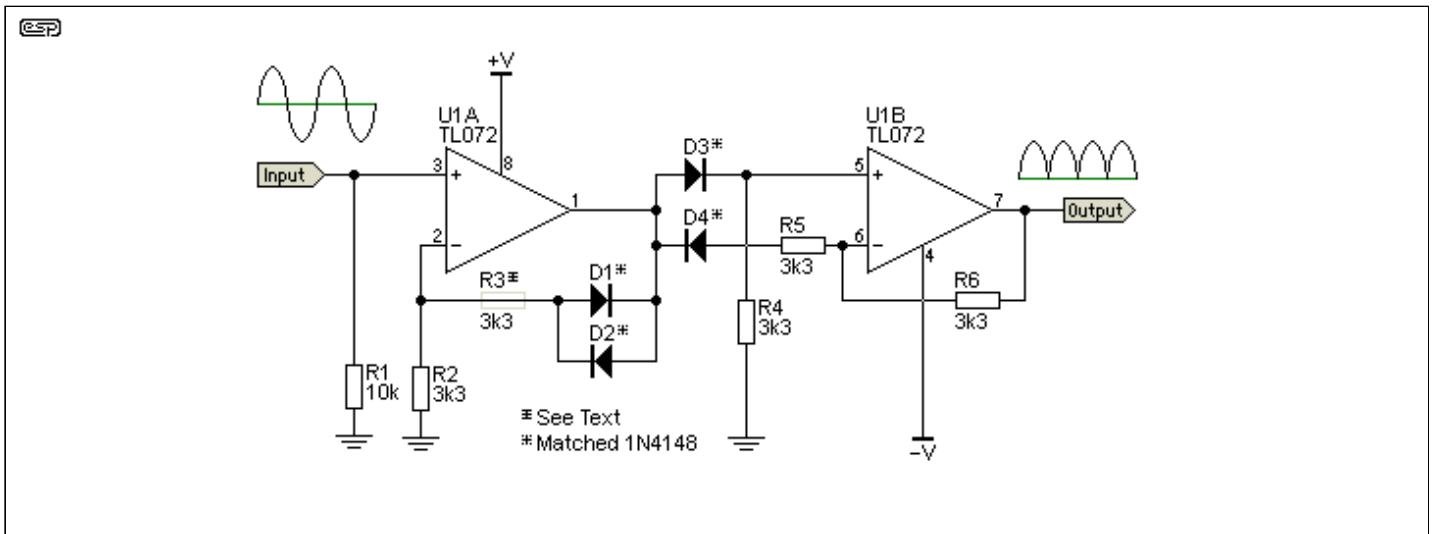 esp
+V
U1A
TL072
U1B
TL072
Input
3
+
8
1
2
−
D3*
D4*
R5
3k3
5
+
7
6
−
4
Output
R3*
3k3
D1*
D2*
R4
3k3
R6
3k3
R1
10k
R2
3k3
* See Text
* Matched 1N4148
−V